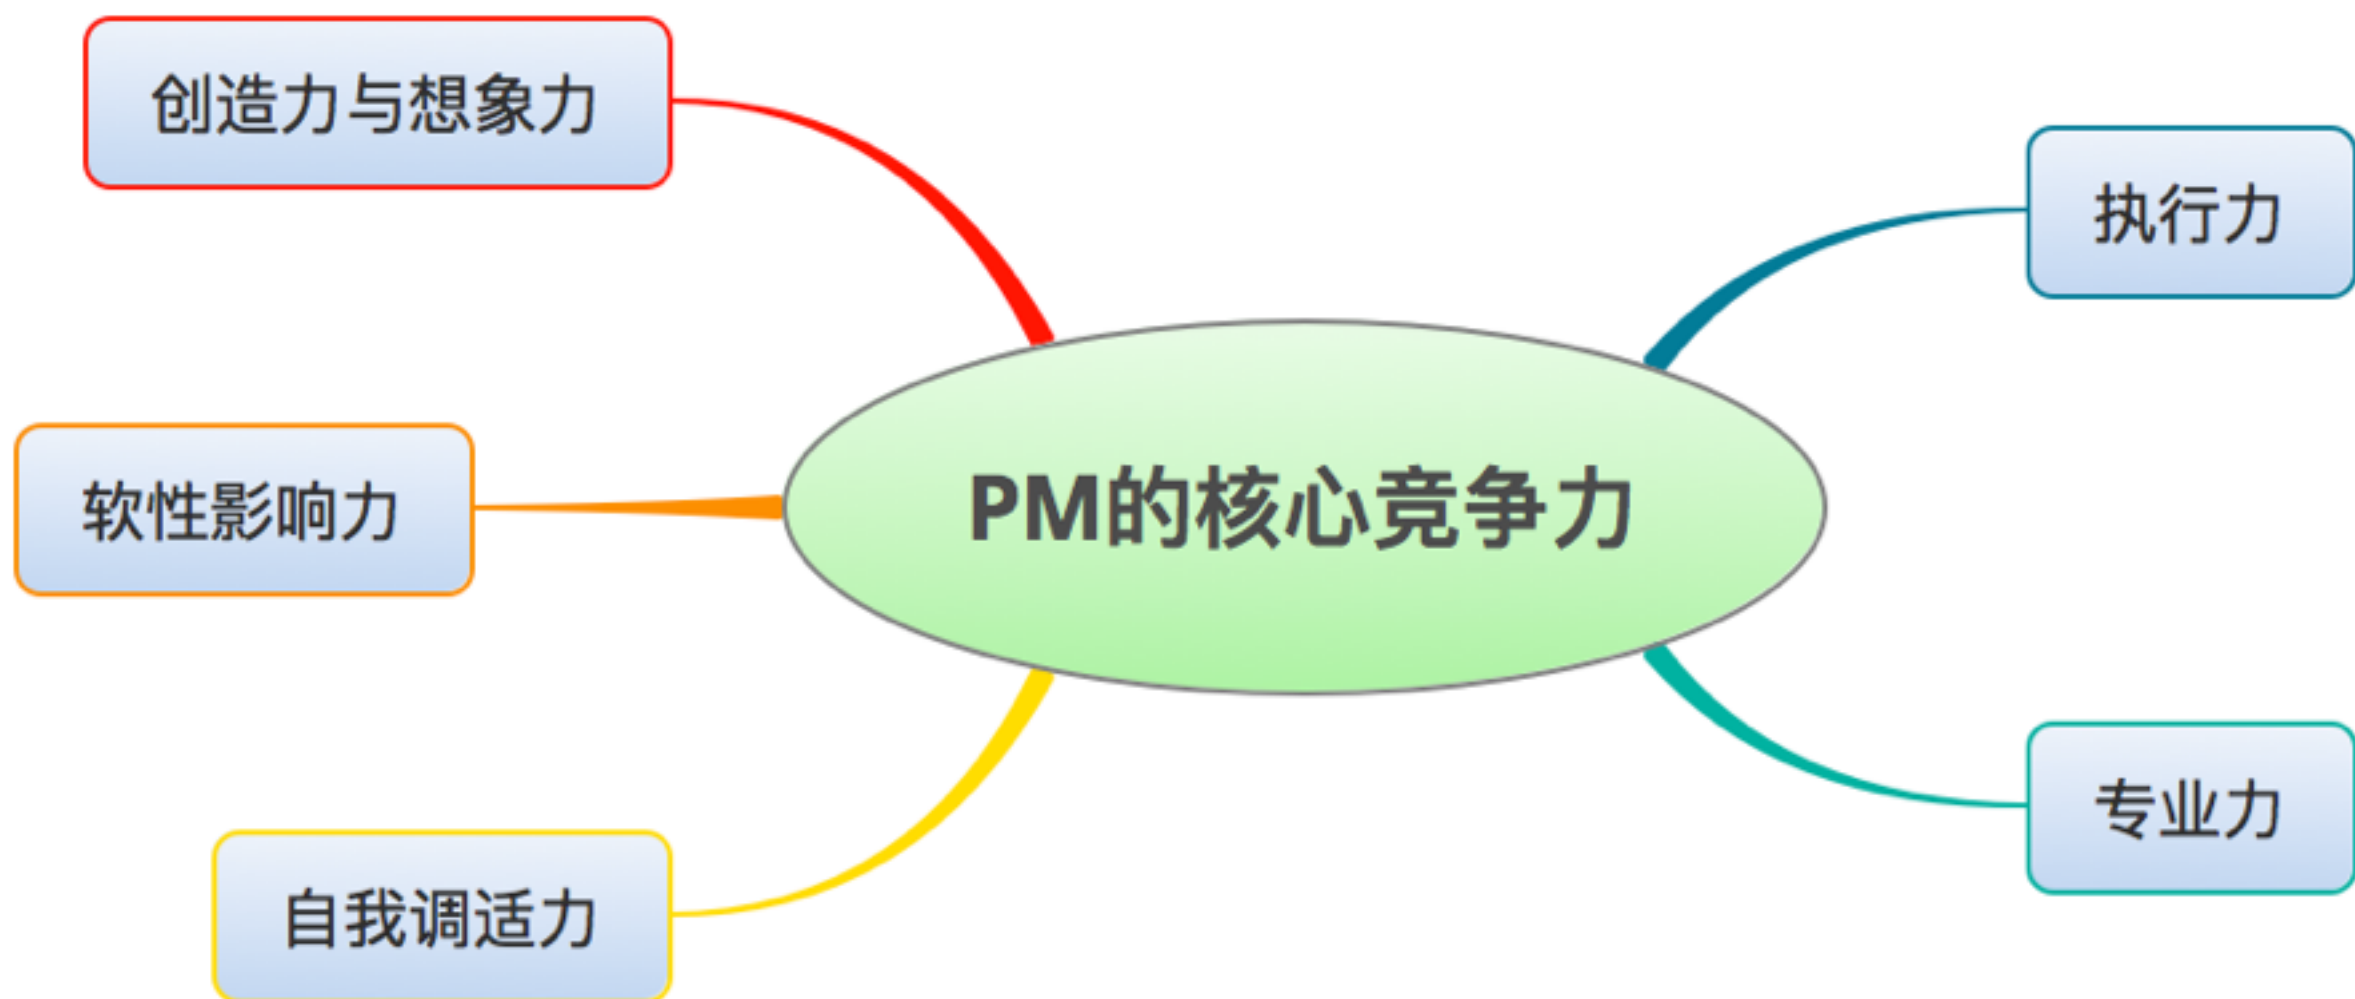 创造力与想象力
执行力
PM的核心竞争力
软性影响力
专业力
自我调适力